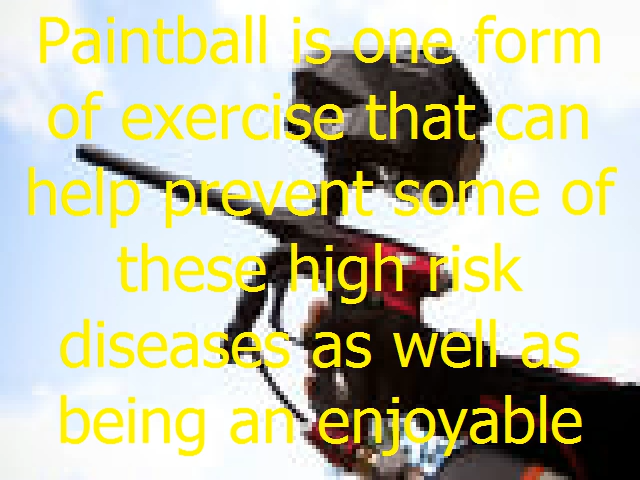 Paintball is one form
of exercise that can
help prevent some of
these high risk
diseases as well as
being an enjoyable